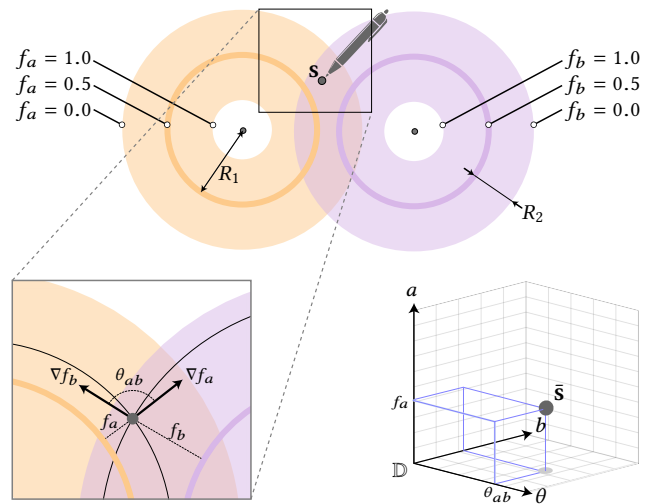 f_a = 1.0
f_a = 0.5
f_a = 0.0
s
f_b = 1.0
f_b = 0.5
f_b = 0.0
R_1
R_2
∇f_b
θ_ab
∇f_a
f_a
f_b
a
f_a
s̄
b
𝔻
θ_ab
θ